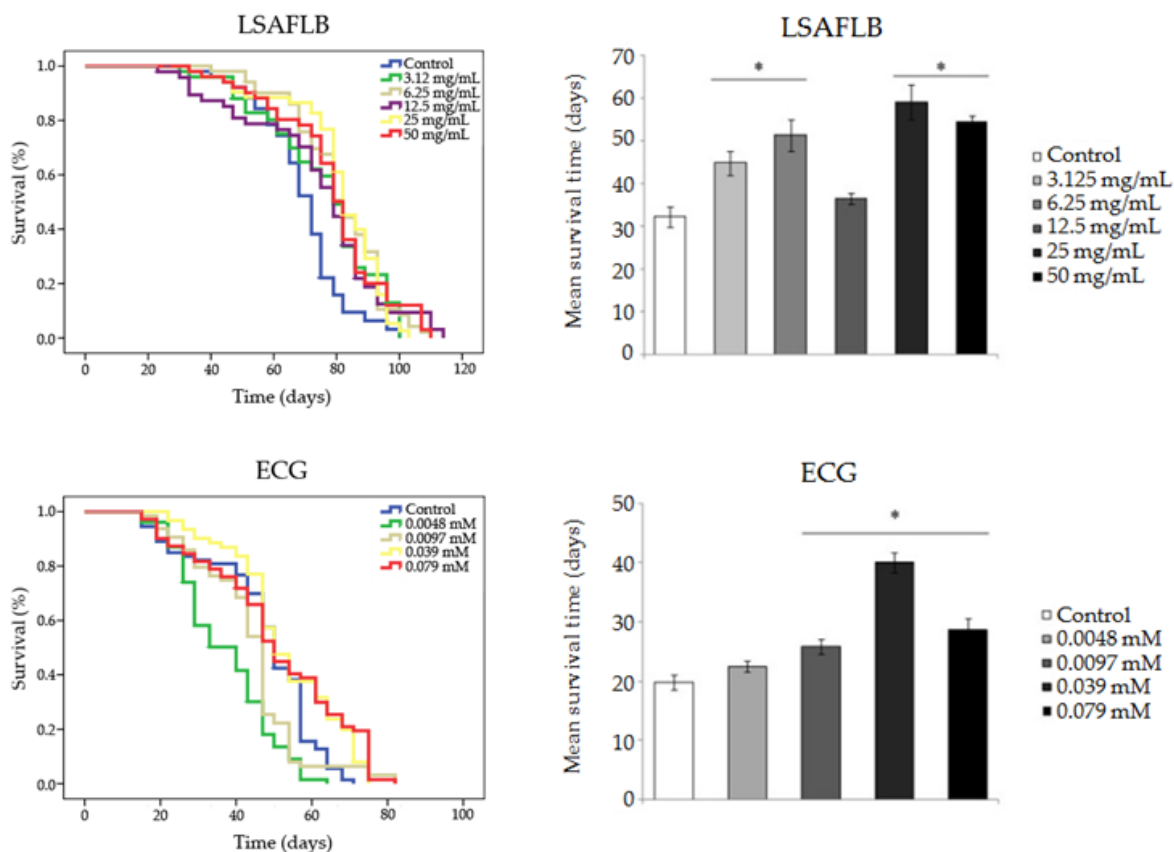 LSAFLB
Survival (%)
1.0
0.8
0.6
0.4
0.2
0.0
Control
3.12 mg/mL
6.25 mg/mL
12.5 mg/mL
25 mg/mL
50 mg/mL
0 20 40 60 80 100 120
Time (days)
LSAFLB
Mean survival time (days)
70
60
50
40
30
20
10
0
* *
Control
3.125 mg/mL
6.25 mg/mL
12.5 mg/mL
25 mg/mL
50 mg/mL
ECG
Survival (%)
1.0
0.8
0.6
0.4
0.2
0.0
Control
0.0048 mM
0.0097 mM
0.039 mM
0.079 mM
0 20 40 60 80 100
Time (days)
ECG
Mean survival time (days)
50
40
30
20
10
0
*
Control
0.0048 mM
0.0097 mM
0.039 mM
0.079 mM